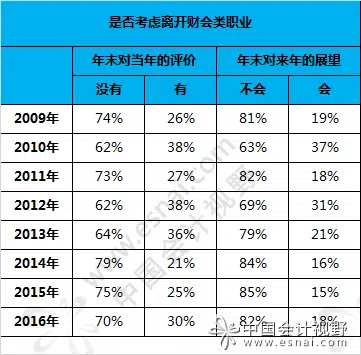 是否考虑离开财会类职业
年末对当年的评价 年末对来年的展望
没有 有 不会 会
2009年 74% 26% 81% 19%
2010年 62% 38% 63% 37%
2011年 73% 27% 82% 18%
2012年 62% 38% 69% 31%
2013年 64% 36% 79% 21%
2014年 79% 21% 84% 16%
2015年 75% 25% 85% 15%
2016年 70% 30% 82% 18%
中国会计视野
www.esnai.com
中国会计视野
www.esnai.com